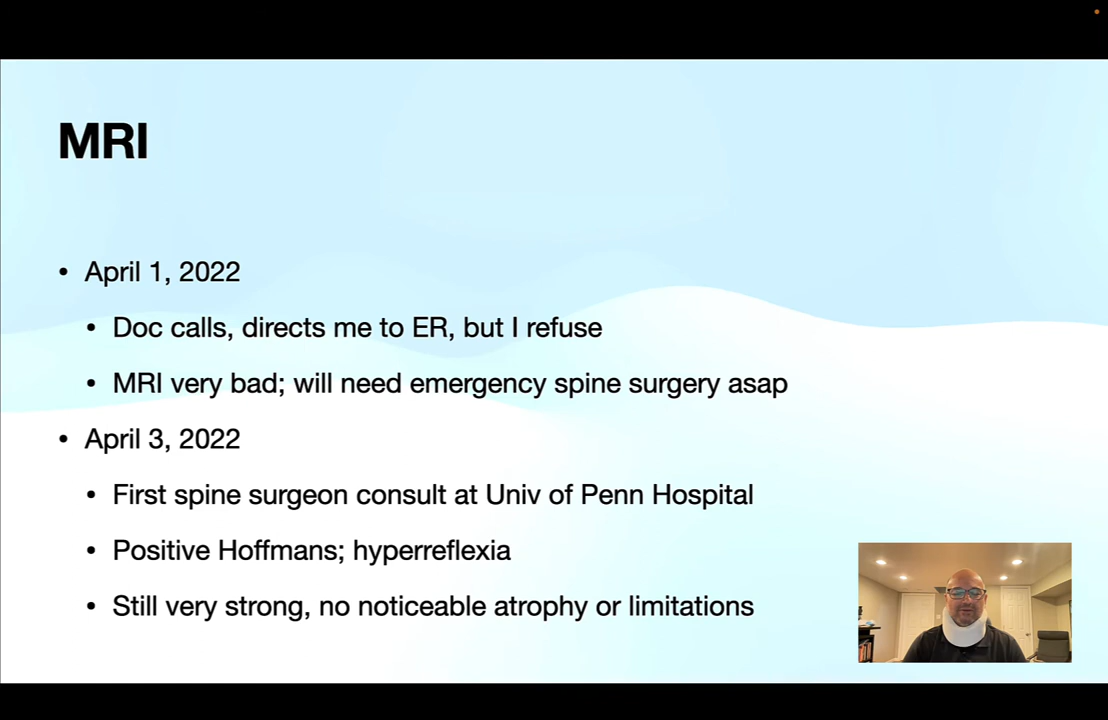 MRI
• April 1, 2022
• Doc calls, directs me to ER, but I refuse
• MRI very bad; will need emergency spine surgery asap
• April 3, 2022
• First spine surgeon consult at Univ of Penn Hospital
• Positive Hoffmans; hyperreflexia
• Still very strong, no noticeable atrophy or limitations